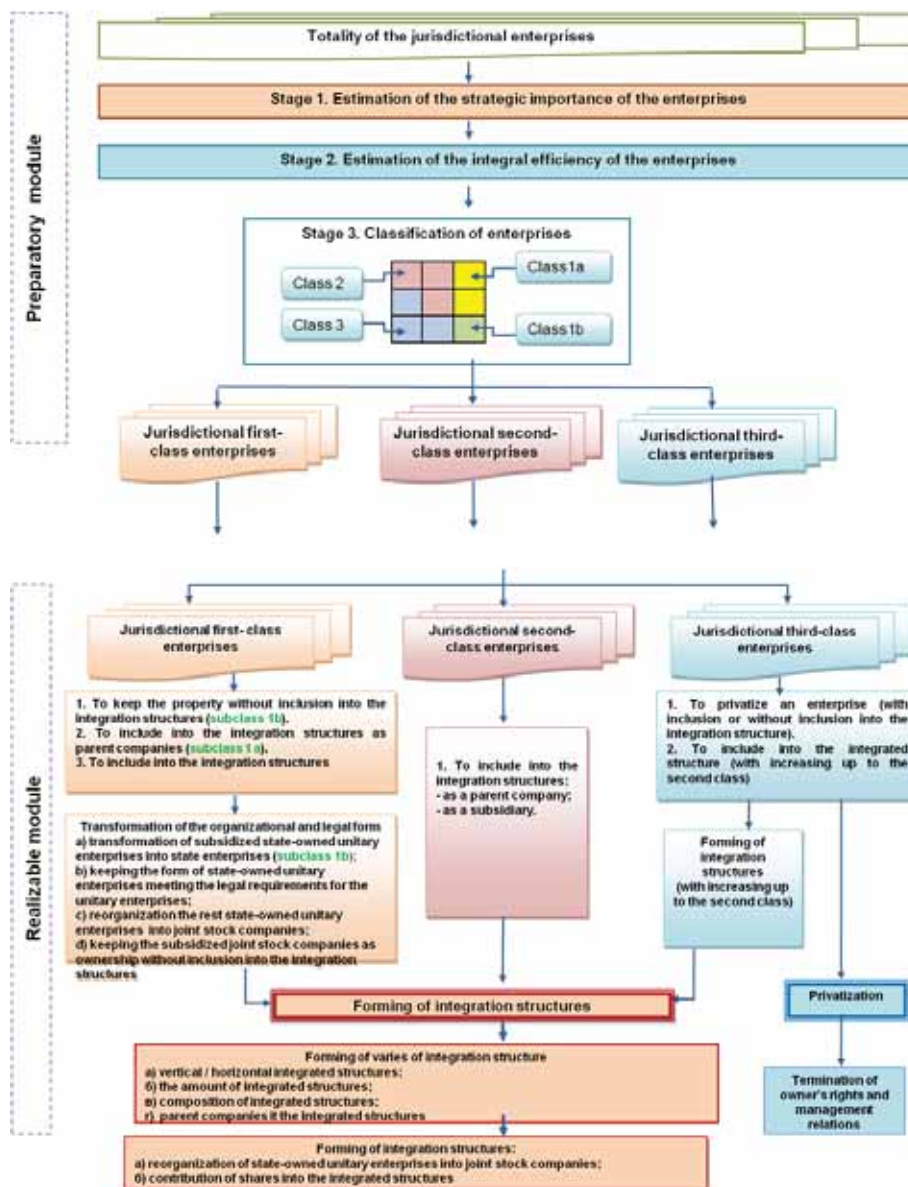 Preparatory module
Totality of the jurisdictional enterprises
Stage 1. Estimation of the strategic importance of the enterprises
Stage 2. Estimation of the integral efficiency of the enterprises
Stage 3. Classification of enterprises
Class 2
Class1a
Class 3
Class1b
Jurisdictional first-
class enterprises
Jurisdictional second-
class enterprises
Jurisdictional third-
class enterprises
Realizable module
Jurisdictional first- class
enterprises
Jurisdictional second-
class enterprises
Jurisdictional third-class
enterprises
1. To keep the property without inclusion into the
integration structures (subclass 1b).
2. To include into the integration structures as
parent companies (subclass 1a).
3. To include into the integration structures
1. To include into the
integration structures:
- as a parent company;
- as a subsidiary.
1. To privatize an enterprise (with
inclusion or without inclusion into the
integration structure).
2. To include into the integrated
structure (with increasing up to the
second class)
Transformation of the organizational and legal form
a) transformation of subsidized state-owned unitary
enterprises into state enterprises (subclass 1b);
b) keeping the form of state-owned unitary
enterprises meeting the legal requirements for the
unitary enterprises;
c) reorganization the rest state-owned unitary
enterprises into joint stock companies;
d) keeping the subsidized joint stock companies as
ownership without inclusion into the integration
structures
Forming of
integration
structures
(with increasing up
to the second class)
Forming of integration structures
Privatization
Forming of varies of integration structure
а) vertical / horizontal integrated structures;
б) the amount of integrated structures;
в) composition of integrated structures;
г) parent companies it the integrated structures
Termination of
owner's rights and
management
relations
Forming of integration structures:
а) reorganization of state-owned unitary enterprises into joint stock companies;
б) contribution of shares into the integrated structures